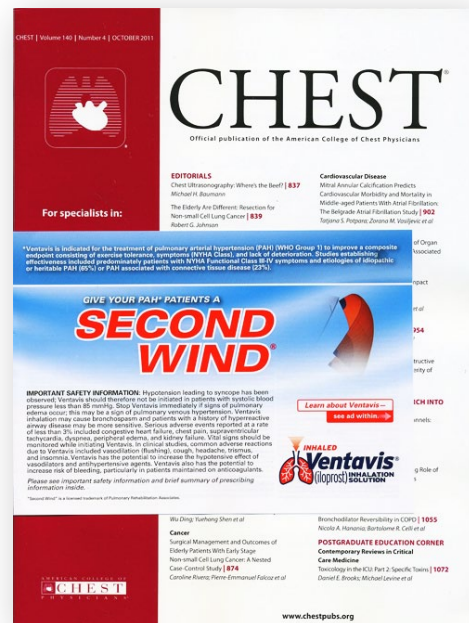 CHEST | Volume 140 | Number 4 | OCTOBER 2011
CHEST®
Official publication of the American College of Chest Physicians
For specialists in:
EDITORIALS
Chest Ultrasonography: Where's the Beef? | 837
Michael H. Baumann
The Elderly Are Different: Resection for
Non-small Cell Lung Cancer | 839
Robert G. Johnson
Cardiovascular Disease
Mitral Annular Calcification Predicts
Cardiovascular Morbidity and Mortality in
Middle-aged Patients With Atrial Fibrillation:
The Belgrade Atrial Fibrillation Study | 902
Tatjana S. Potpara; Zorana M. Vasiljevic et al
of Organ
Associated
mpact
et al
954
tructive
erity of
ICH INTO
nnels:
g Role of
*Ventavis is indicated for the treatment of pulmonary arterial hypertension (PAH) (WHO Group 1) to improve a composite
endpoint consisting of exercise tolerance, symptoms (NYHA Class), and lack of deterioration. Studies establishing
effectiveness included predominately patients with NYHA Functional Class III-IV symptoms and etiologies of idiopathic
or heritable PAH (65%) or PAH associated with connective tissue disease (23%).
GIVE YOUR PAH* PATIENTS A
SECOND
WIND®
IMPORTANT SAFETY INFORMATION: Hypotension leading to syncope has been
observed; Ventavis should therefore not be initiated in patients with systolic blood
pressure less than 85 mmHg. Stop Ventavis immediately if signs of pulmonary
edema occur; this may be a sign of pulmonary venous hypertension. Ventavis
inhalation may cause bronchospasm and patients with a history of hyperreactive
airway disease may be more sensitive. Serious adverse events reported at a rate
of less than 3% included congestive heart failure, chest pain, supraventricular
tachycardia, dyspnea, peripheral edema, and kidney failure. Vital signs should be
monitored while initiating Ventavis. In clinical studies, common adverse reactions
due to Ventavis included vasodilation (flushing), cough, headache, trismus,
and insomnia. Ventavis has the potential to increase the hypotensive effect of
vasodilators and antihypertensive agents. Ventavis also has the potential to
increase risk of bleeding, particularly in patients maintained on anticoagulants.
Please see important safety information and brief summary of prescribing
information inside.
"Second Wind" is a licensed trademark of Pulmonary Rehabilitation Associates.
Learn about Ventavis—
see ad within.
INHALED
Ventavis®
(iloprost) INHALATION
SOLUTION
Wu Ding; Yuehong Shen et al
Cancer
Surgical Management and Outcomes of
Elderly Patients With Early Stage
Non-small Cell Lung Cancer: A Nested
Case-Control Study | 874
Caroline Rivera; Pierre-Emmanuel Falcoz et al
Bronchodilator Reversibility in COPD | 1055
Nicola A. Hanania; Bartolome R. Celli et al
POSTGRADUATE EDUCATION CORNER
Contemporary Reviews in Critical
Care Medicine
Toxicology in the ICU: Part 2: Specific Toxins | 1072
Daniel E. Brooks; Michael Levine et al
AMERICAN COLLEGE OF
CHEST
PHYSICIANS
www.chestpubs.org